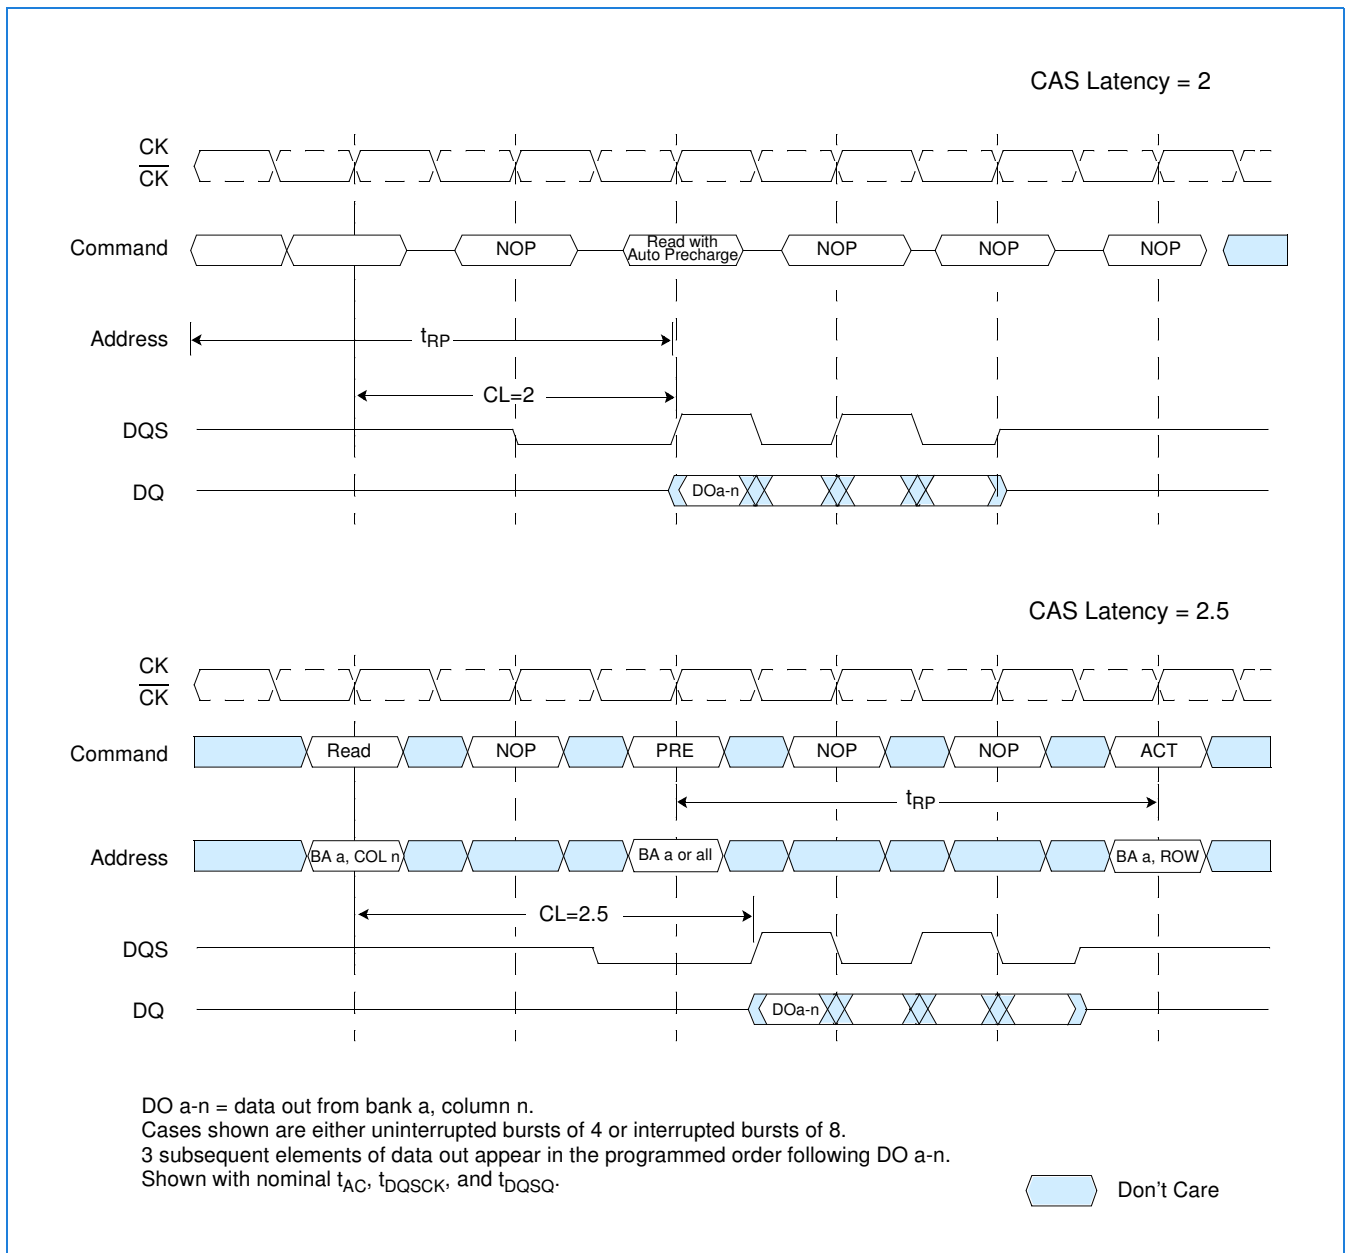 CAS Latency = 2
CK
CK
Command
NOP
Read with
Auto Precharge
NOP
NOP
NOP
Address
tRP
CL=2
DQS
DQ
DOa-n
CAS Latency = 2.5
CK
CK
Command
Read
NOP
PRE
NOP
NOP
ACT
tRP
Address
BA a, COL n
BA a or all
BA a, ROW
CL=2.5
DQS
DQ
DOa-n
DO a-n = data out from bank a, column n.
Cases shown are either uninterrupted bursts of 4 or interrupted bursts of 8.
3 subsequent elements of data out appear in the programmed order following DO a-n.
Shown with nominal tAC, tDQSCK, and tDQSQ.
Don't Care